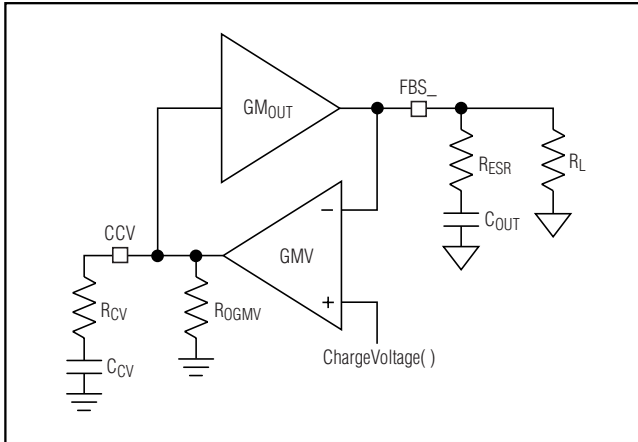 GMOUT
FBS_
RESR
RL
COUT
CCV
GMV
−
+
RCV
ROGMV
CCV
ChargeVoltage( )